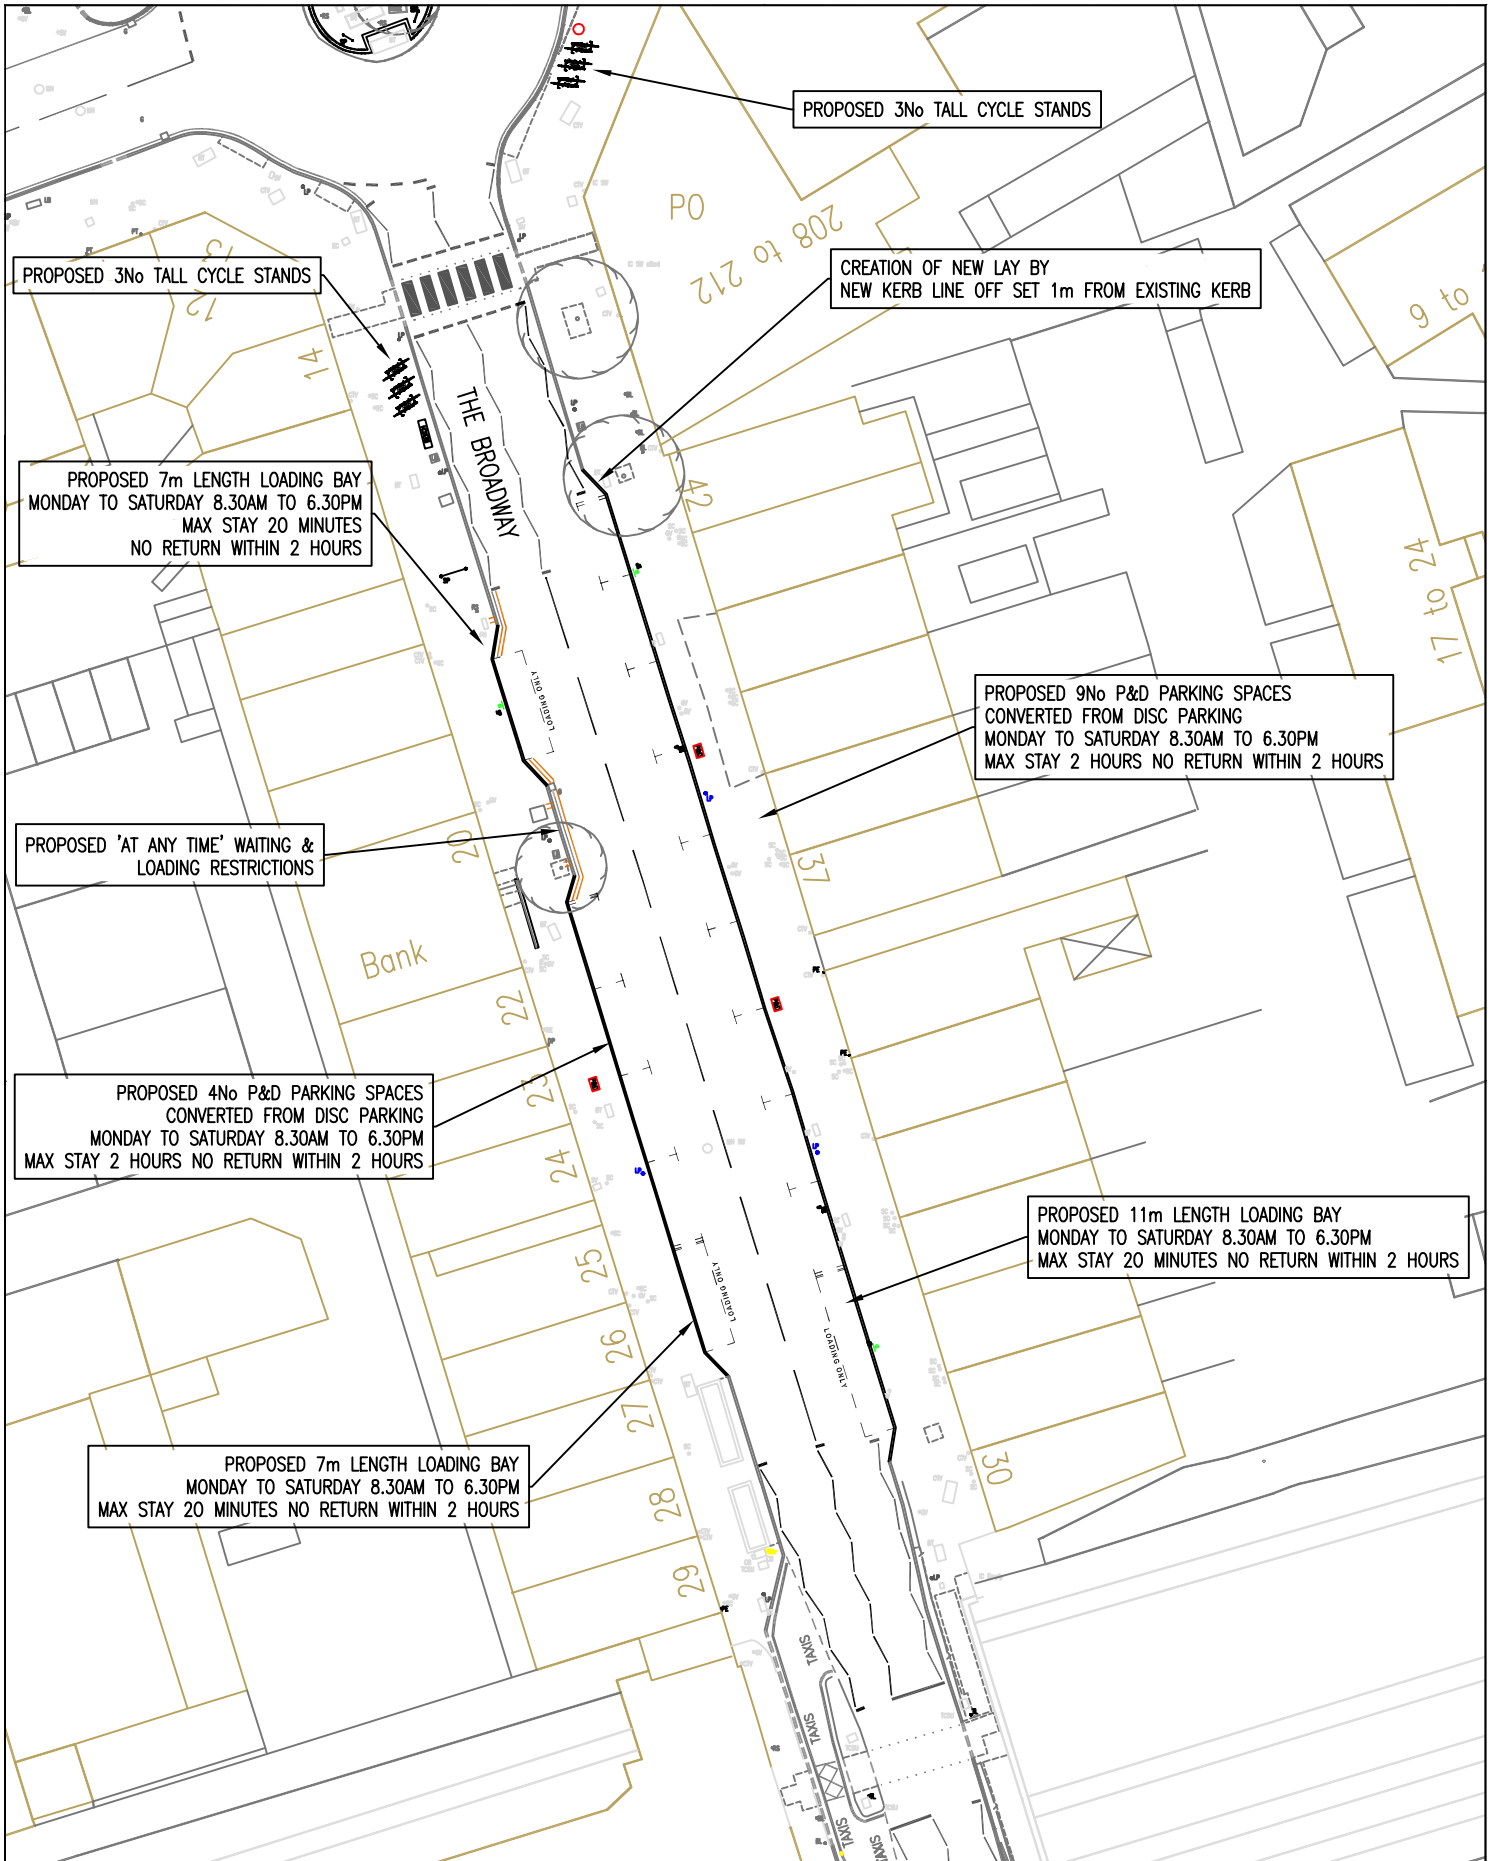 PROPOSED 3No TALL CYCLE STANDS
PO
208 to 212
13
12
14
PROPOSED 3No TALL CYCLE STANDS
CREATION OF NEW LAY BY
NEW KERB LINE OFF SET 1m FROM EXISTING KERB
6 to
THE BROADWAY
PROPOSED 7m LENGTH LOADING BAY
MONDAY TO SATURDAY 8.30AM TO 6.30PM
MAX STAY 20 MINUTES
NO RETURN WITHIN 2 HOURS
42
17 to 24
LOADING ONLY
PROPOSED 9No P&D PARKING SPACES
CONVERTED FROM DISC PARKING
MONDAY TO SATURDAY 8.30AM TO 6.30PM
MAX STAY 2 HOURS NO RETURN WITHIN 2 HOURS
LP
PROPOSED 'AT ANY TIME' WAITING &
LOADING RESTRICTIONS
20
37
Bank
22
23
PROPOSED 4No P&D PARKING SPACES
CONVERTED FROM DISC PARKING
MONDAY TO SATURDAY 8.30AM TO 6.30PM
MAX STAY 2 HOURS NO RETURN WITHIN 2 HOURS
24
LP
LP
25
LOADING ONLY
PROPOSED 11m LENGTH LOADING BAY
MONDAY TO SATURDAY 8.30AM TO 6.30PM
MAX STAY 20 MINUTES NO RETURN WITHIN 2 HOURS
26
LOADING ONLY
27
30
PROPOSED 7m LENGTH LOADING BAY
MONDAY TO SATURDAY 8.30AM TO 6.30PM
MAX STAY 20 MINUTES NO RETURN WITHIN 2 HOURS
28
29
TAXIS
TAXIS
TAXIS
TAXIS